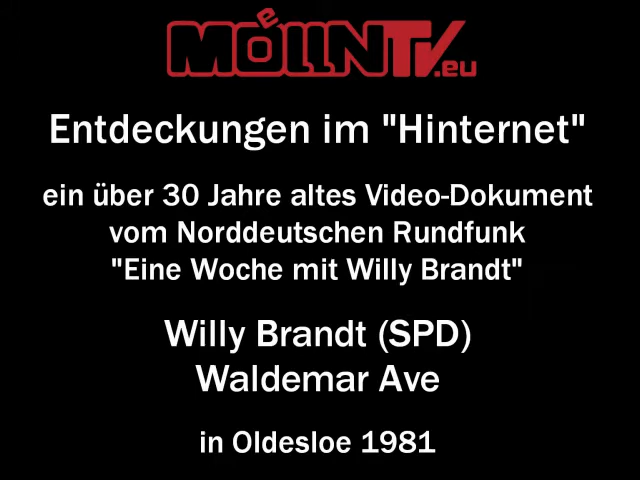 MöLLNTV.eu
Entdeckungen im "Hinternet"
ein über 30 Jahre altes Video-Dokument
vom Norddeutschen Rundfunk
"Eine Woche mit Willy Brandt"
Willy Brandt (SPD)
Waldemar Ave
in Oldesloe 1981